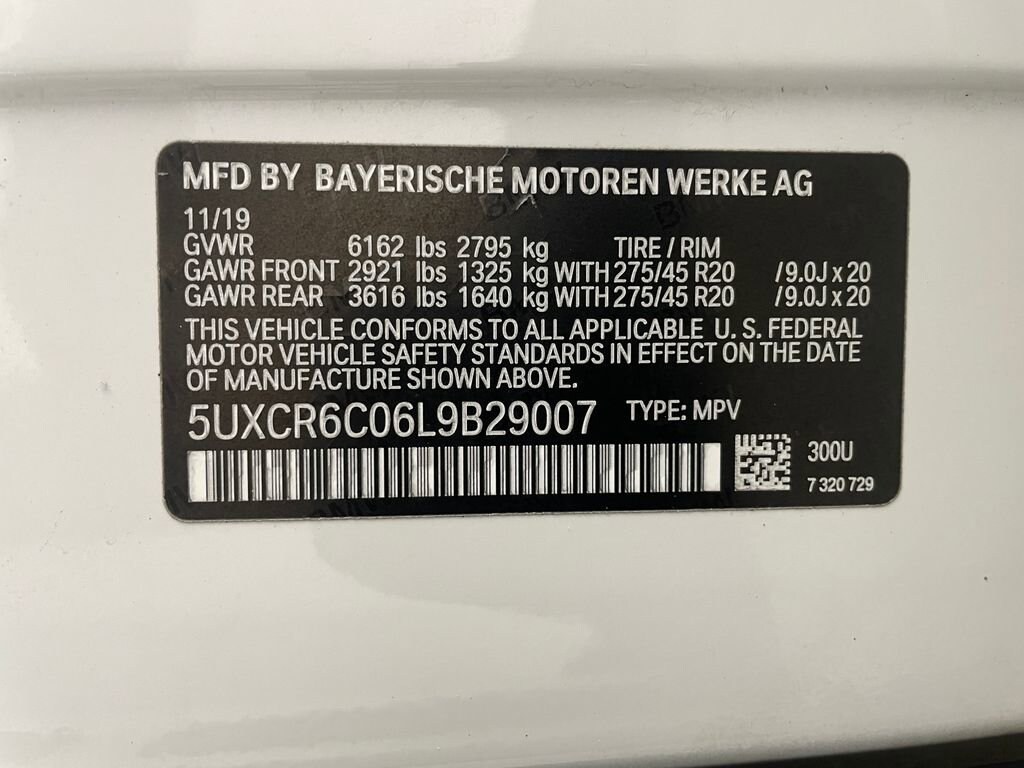 MFD BY BAYERISCHE MOTOREN WERKE AG
11/19
GVWR 6162 lbs 2795 kg TIRE / RIM
GAWR FRONT 2921 lbs 1325 kg WITH 275/45 R20 /9.0J x 20
GAWR REAR 3616 lbs 1640 kg WITH 275/45 R20 /9.0J x 20
THIS VEHICLE CONFORMS TO ALL APPLICABLE U. S. FEDERAL
MOTOR VEHICLE SAFETY STANDARDS IN EFFECT ON THE DATE
OF MANUFACTURE SHOWN ABOVE.
5UXCR6C06L9B29007 TYPE: MPV
300U
7 320 729